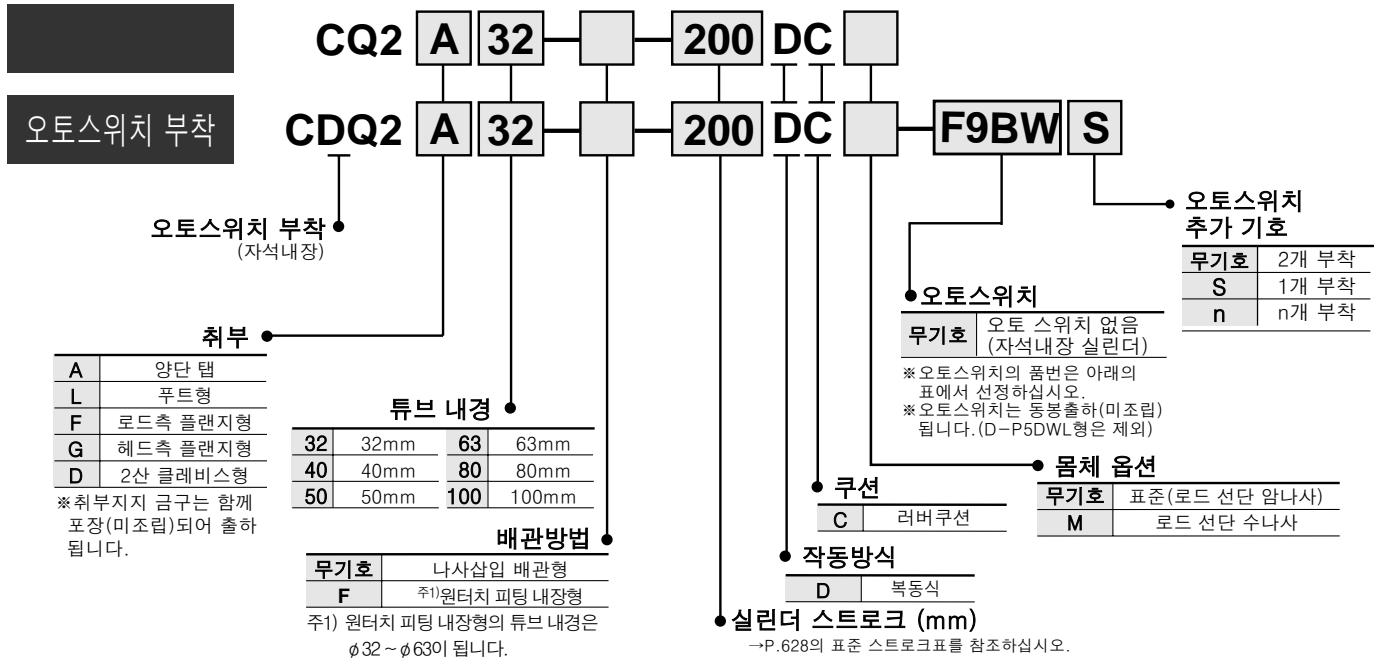 CQ2 A 32 - - 200 D C
오토스위치 부착
CDQ2 A 32 - - 200 D C - F9BW S
오토스위치 부착
(자석내장)
오토스위치
추가 기호
무기호 2개 부착
S 1개 부착
n n개 부착
오토스위치
무기호 오토 스위치 없음
(자석내장 실린더)
※오토스위치의 품번은 아래의
표에서 선정하십시오.
※오토스위치는 동봉출하(미조립)
됩니다.(D-P5DWL형은 제외)
취부
A 양단 탭
L 푸트형
F 로드측 플랜지형
G 헤드측 플랜지형
D 2산 클레비스형
※취부지지 금구는 함께
포장(미조립)되어 출하
됩니다.
튜브 내경
32 32mm 63 63mm
40 40mm 80 80mm
50 50mm 100 100mm
배관방법
무기호 나사삽입 배관형
F 주1)원터치 피팅 내장형
주1) 원터치 피팅 내장형의 튜브 내경은
ϕ32~ϕ63이 됩니다.
몸체 옵션
무기호 표준(로드 선단 암나사)
M 로드 선단 수나사
쿠션
C 러버쿠션
작동방식
D 복동식
실린더 스트로크 (mm)
→P.628의 표준 스트로크표를 참조하십시오.